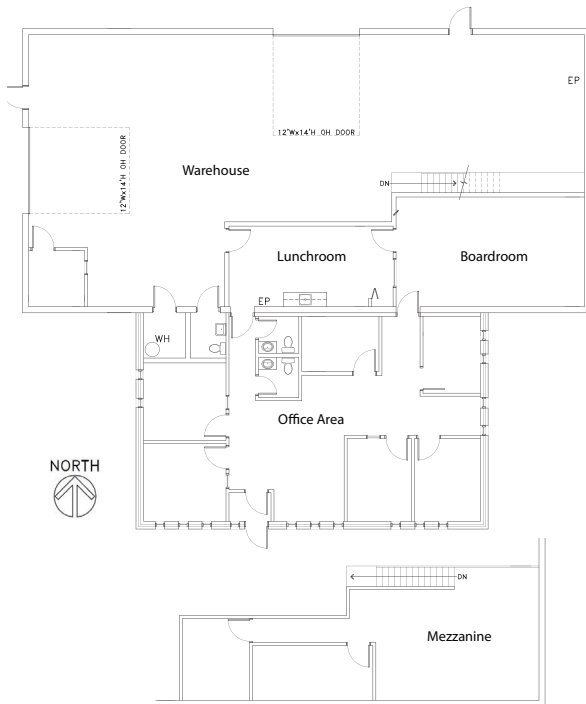 EP
12'Wx14'H OH DOOR
12'Wx14'H OH DOOR
Warehouse
DN
Lunchroom
Boardroom
EP
WH
Office Area
NORTH
DN
Mezzanine